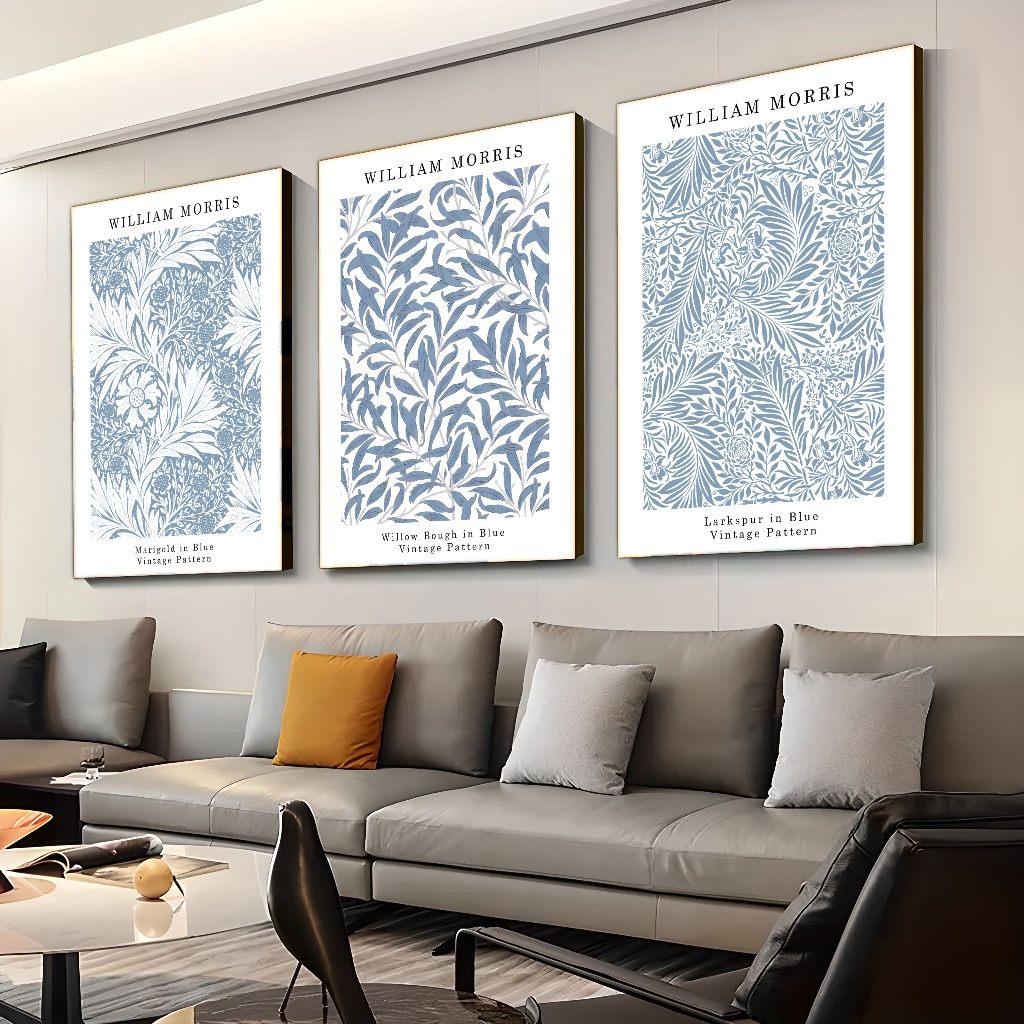 WILLIAM MORRIS
Marigold in Blue
Vintage Pattern
WILLIAM MORRIS
Willow Bough in Blue
Vintage Pattern
WILLIAM MORRIS
Larkspur in Blue
Vintage Pattern